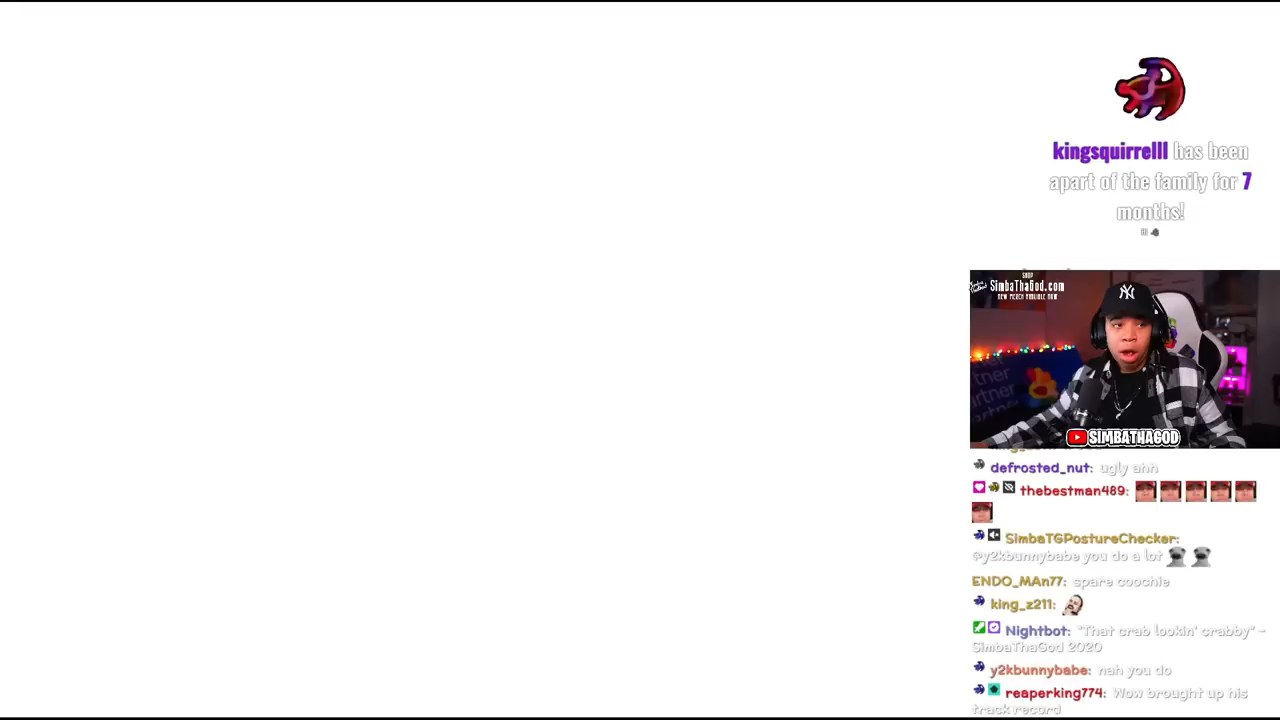 kingsquirrelll has been
apart of the family for 7
months!
SHOP
SimbaThaGod.com
NEW MERCH AVAILABLE NOW
SIMBATHAGOD
defrosted_nut: ugly ahh
thebestman489:
SimbaTGPostureChecker:
@y2kbunnybabe you do a lot
ENDO_MAn77: spare coochie
king_z211:
Nightbot: "That crab lookin' crabby" -
SimbaThaGod 2020
y2kbunnybabe: nah you do
reaperking774: Wow brought up his
track record